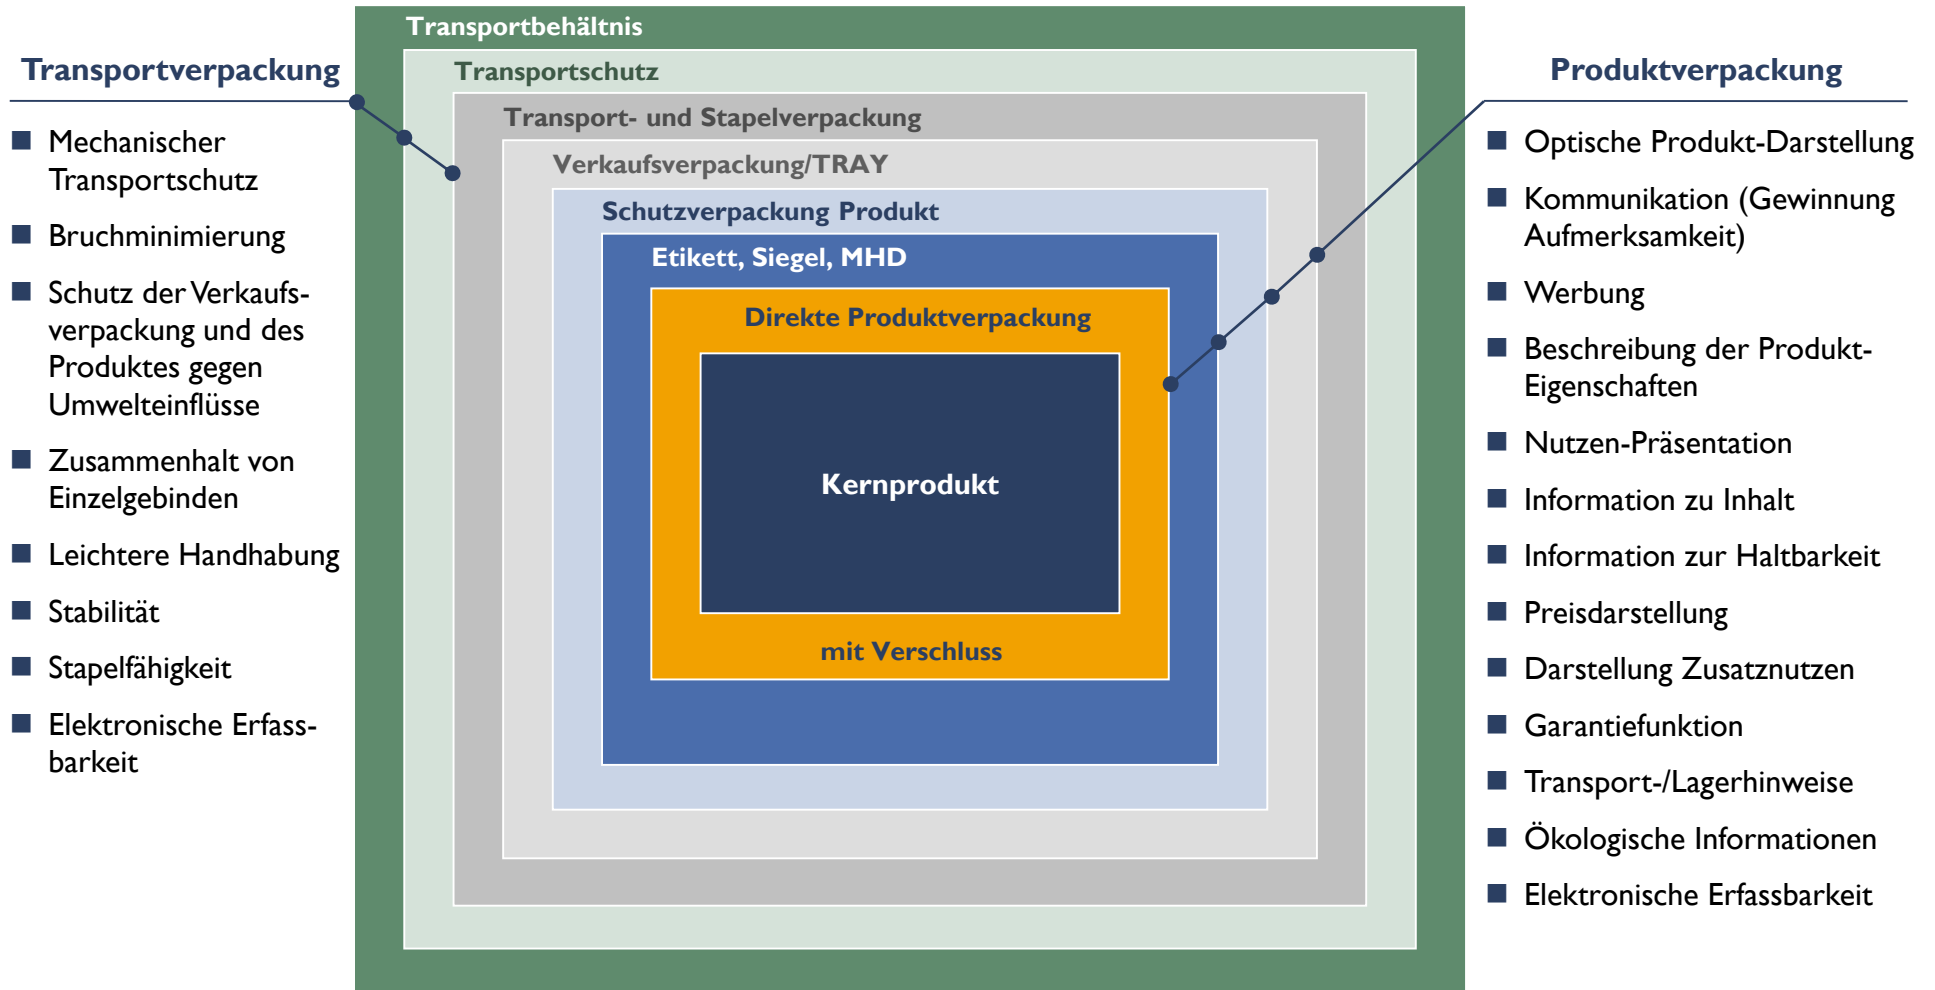 Transportverpackung
Mechanischer
Transportschutz
Bruchminimierung
Schutz der Verkaufs-
verpackung und des
Produktes gegen
Umwelteinflüsse
Zusammenhalt von
Einzelgebinden
Leichtere Handhabung
Stabilität
Stapelfähigkeit
Elektronische Erfass-
barkeit
Transportbehältnis
Transportschutz
Transport- und Stapelverpackung
Verkaufsverpackung/TRAY
Schutzverpackung Produkt
Etikett, Siegel, MHD
Direkte Produktverpackung
Kernprodukt
mit Verschluss
Produktverpackung
Optische Produkt-Darstellung
Kommunikation (Gewinnung
Aufmerksamkeit)
Werbung
Beschreibung der Produkt-
Eigenschaften
Nutzen-Präsentation
Information zu Inhalt
Information zur Haltbarkeit
Preisdarstellung
Darstellung Zusatznutzen
Garantiefunktion
Transport-/Lagerhinweise
Ökologische Informationen
Elektronische Erfassbarkeit